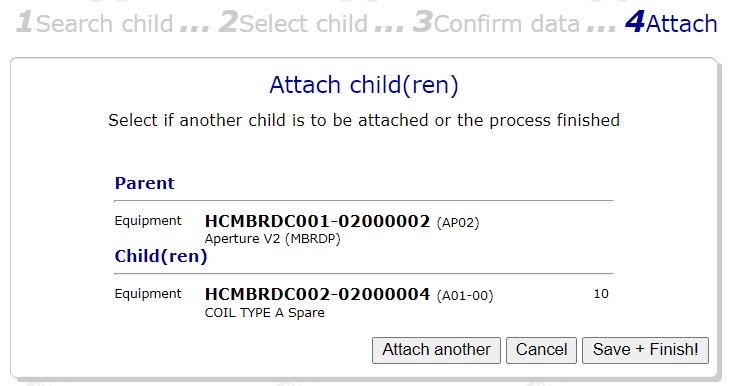 1Search child ... 2Select child ... 3Confirm data ... 4Attach
Attach child(ren)
Select if another child is to be attached or the process finished
Parent
Equipment HCMBRDC001-02000002 (AP02)
Aperture V2 (MBRDP)
Child(ren)
Equipment HCMBRDC002-02000004 (A01-00) 10
COIL TYPE A Spare
Attach another Cancel Save + Finish!